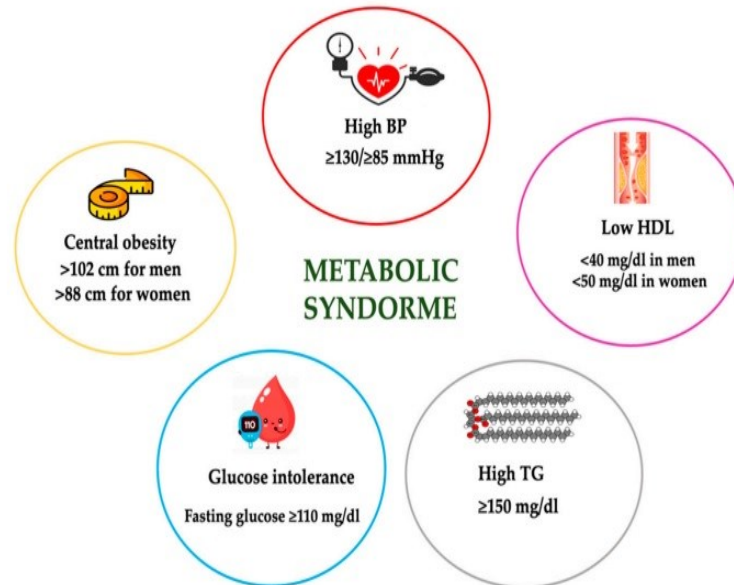 High BP
≥130/≥85 mmHg
Central obesity
>102 cm for men
>88 cm for women
Low HDL
<40 mg/dl in men
<50 mg/dl in women
METABOLIC
SYNDORME
110
Glucose intolerance
Fasting glucose ≥110 mg/dl
High TG
≥150 mg/dl